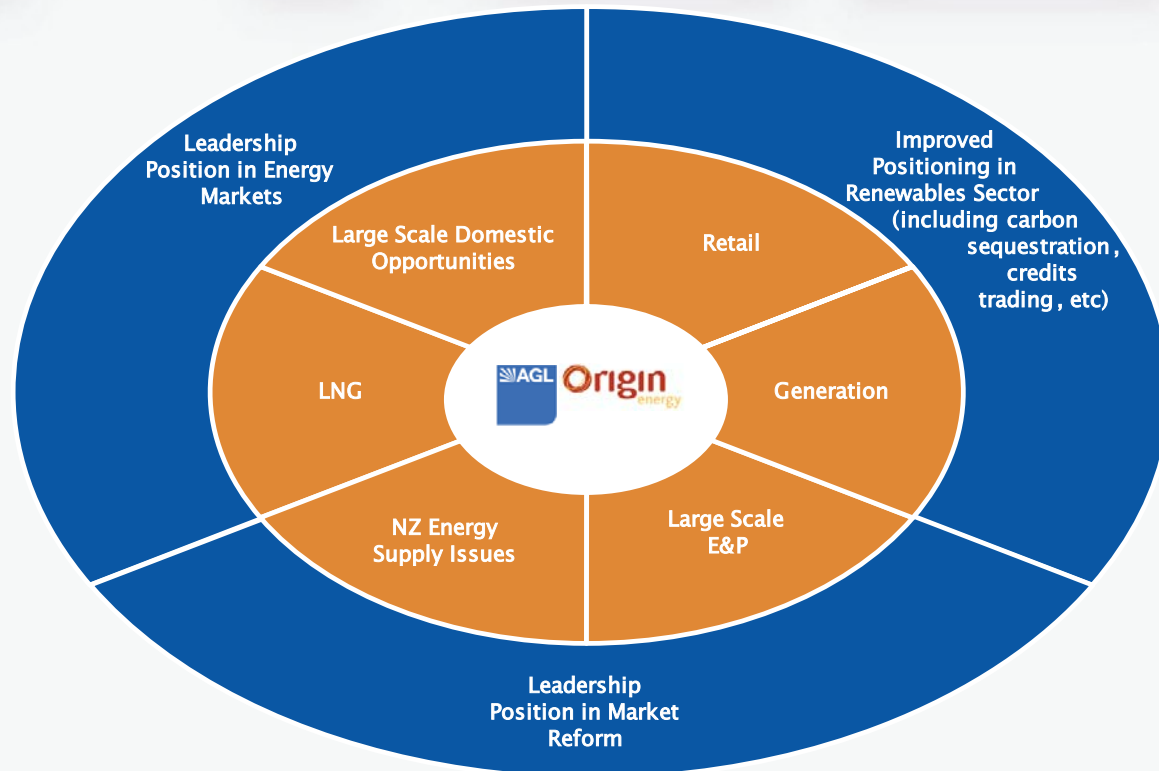 Leadership
Position in Energy
Markets
Improved
Positioning in
Renewables Sector
(including carbon
sequestration,
credits
trading, etc)
Large Scale Domestic
Opportunities
Retail
LNG
AGL
Origin
energy
Generation
NZ Energy
Supply Issues
Large Scale
E&P
Leadership
Position in Market
Reform